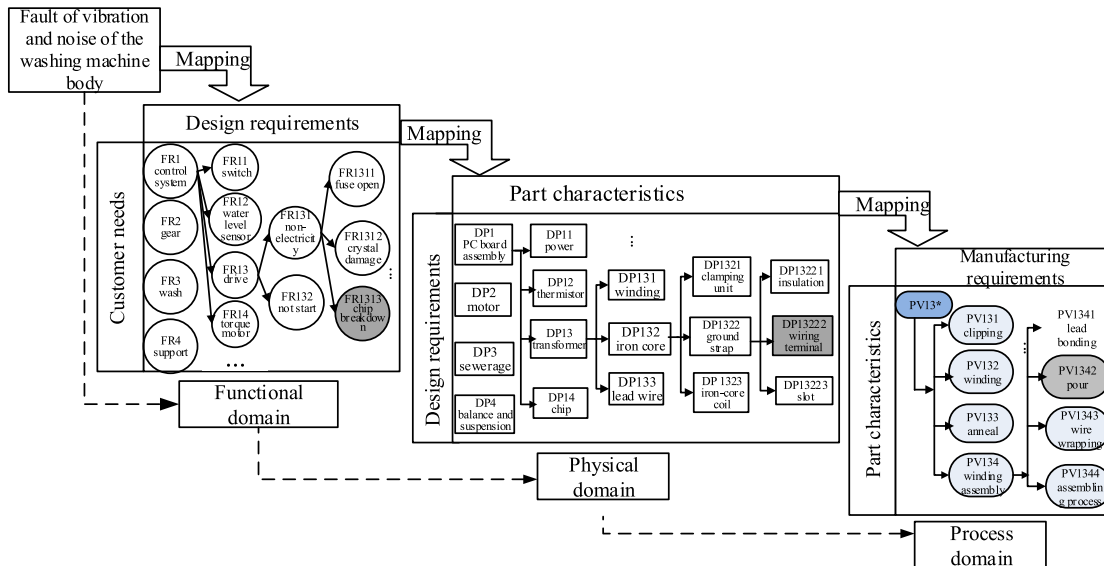 Fault of vibration
and noise of the
washing machine
body
Mapping
Design requirements
Customer needs
FR1
control
system
FR2
gear
FR3
wash
FR4
support
FR11
switch
FR12
water
level
sensor
FR13
drive
FR14
torque
motor
...
FR131
non-
electricit
y
FR132
not start
FR1311
fuse open
FR1312
crystal
damage
...
FR1313
chip
breakdow
n
Functional
domain
Mapping
Part characteristics
Design requirements
DP1
PC board
assembly
DP2
motor
DP3
sewerage
DP4
balance and
suspension
DP11
power
DP12
thermistor
DP13
transformer
DP14
chip
...
DP131
winding
DP132
iron core
DP133
lead wire
DP1321
clamping
unit
DP1322
ground
strap
DP 1323
iron-core
coil
DP13221
insulation
DP13222
wiring
terminal
DP13223
slot
Physical
domain
Mapping
Manufacturing
requirements
Part characteristics
PV13*
PV131
clipping
PV132
winding
PV133
anneal
PV134
winding
assembly
...
PV1341
lead
bonding
PV1342
pour
PV1343
wire
wrapping
PV1344
assemblin
g process
Process
domain